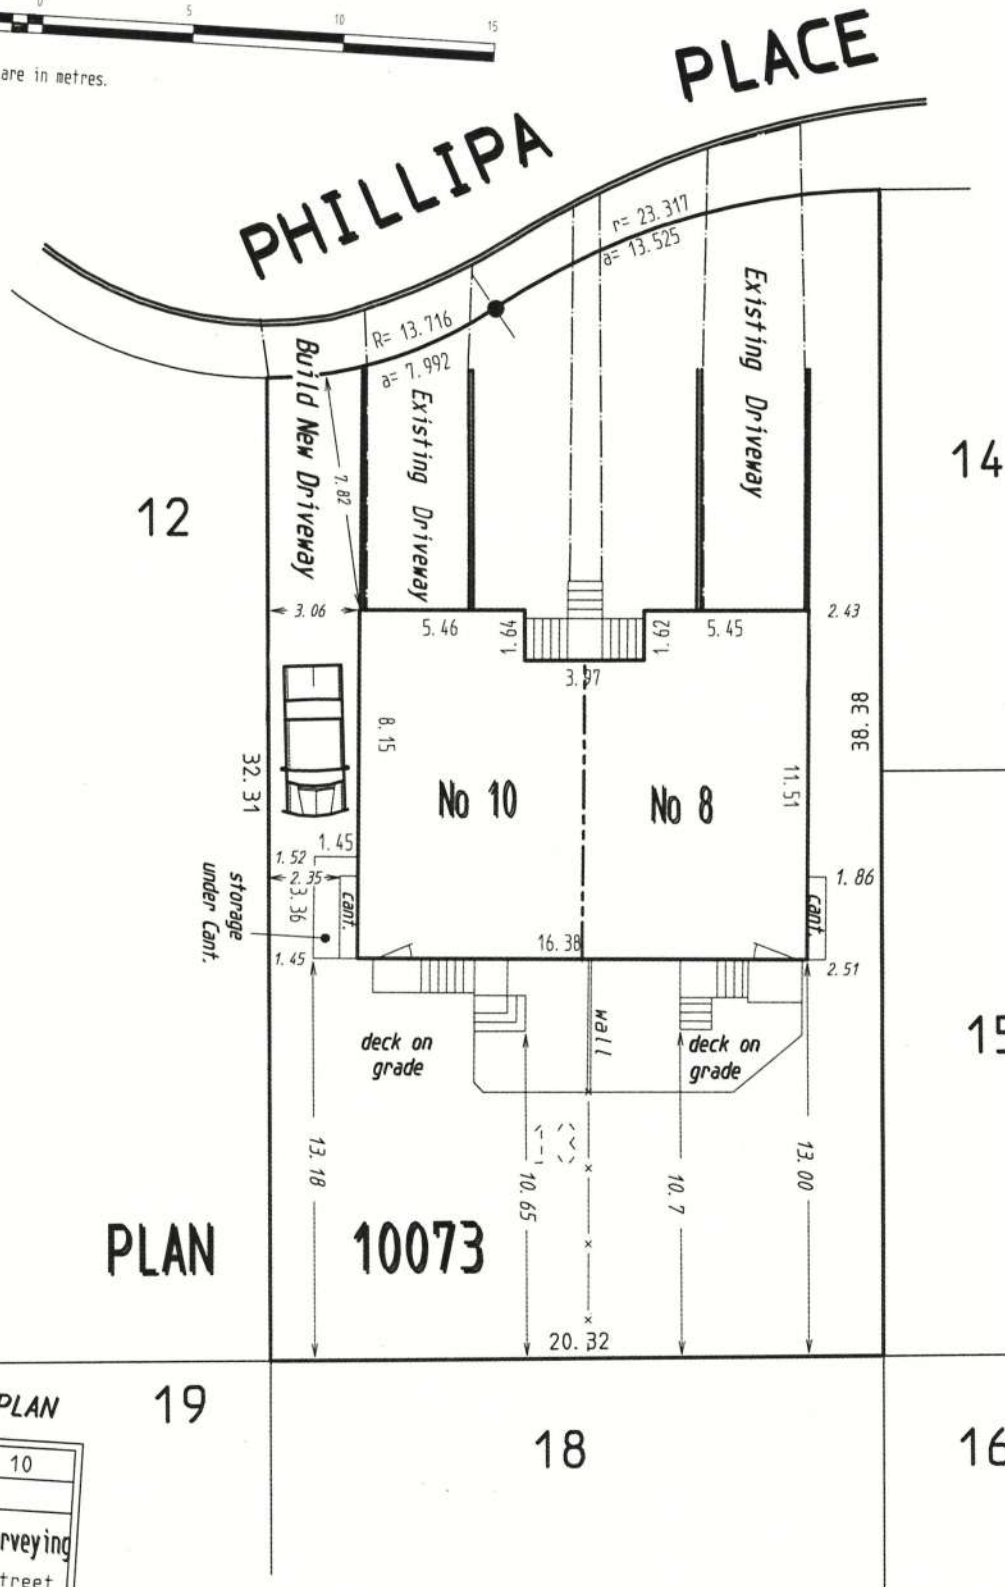 0 5 10 15
are in metres.
PHILLIPA PLACE
r= 23.317
a= 13.525
R= 13.716
a= 7.992
Build New Driveway
Existing Driveway
Existing Driveway
7.82
12
14
3.06
5.46
1.64
3.97
1.62
5.45
2.43
8.15
38.38
32.31
11.51
No 10
No 8
1.45
1.52
2.35
3.36
cant.
1.86
cant.
storage
under Cant.
16.38
1.45
2.51
wall
deck on
grade
deck on
grade
15
13.18
10.65
10.7
13.00
13
PLAN 10073
20.32
PLAN
19
18
16
10
rveying
treet